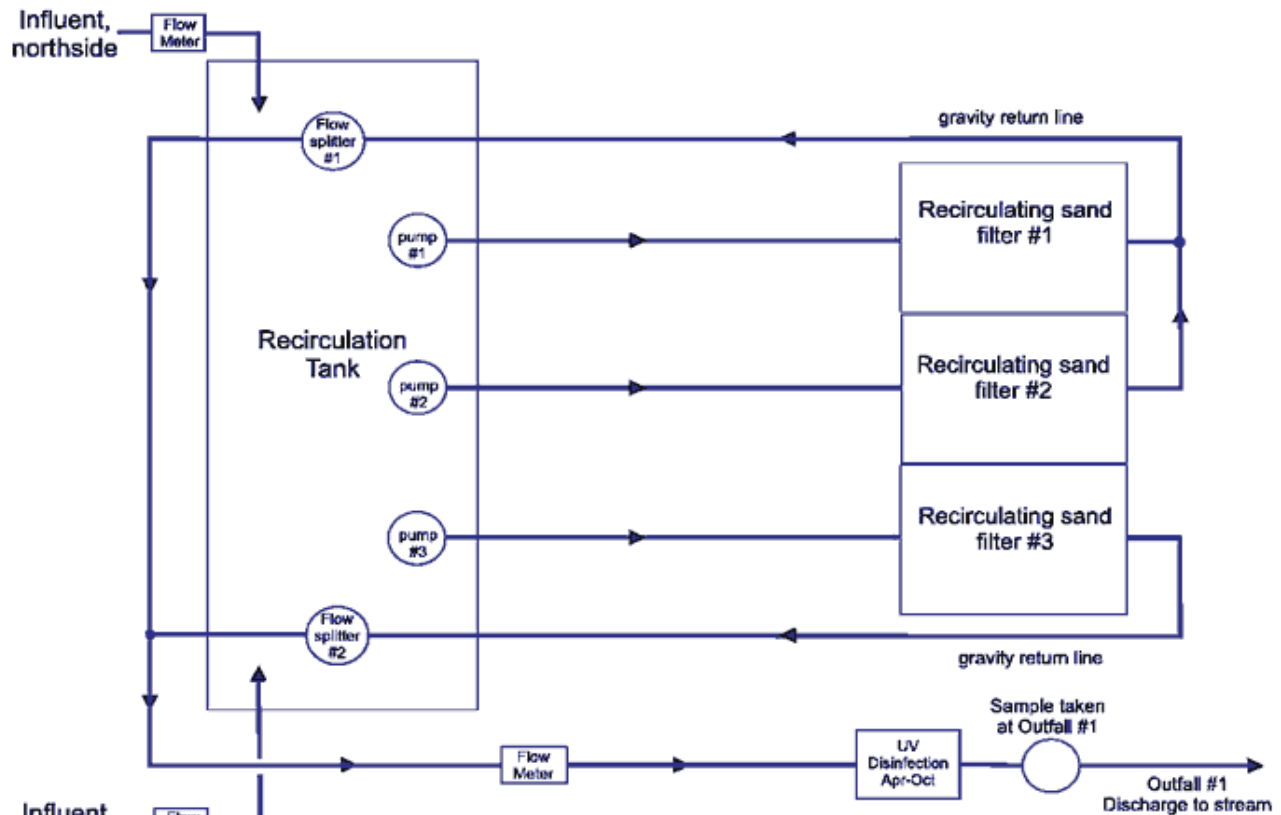 Influent,
northside
Flow
Meter
gravity return line
Flow
splitter
#1
Recirculating sand
filter #1
pump
#1
Recirculation
Tank
Recirculating sand
filter #2
pump
#2
Recirculating sand
filter #3
pump
#3
Flow
splitter
#2
gravity return line
Sample taken
at Outfall #1
Flow
Meter
UV
Disinfection
Apr-Oct
Outfall #1
Discharge to stream
Influent